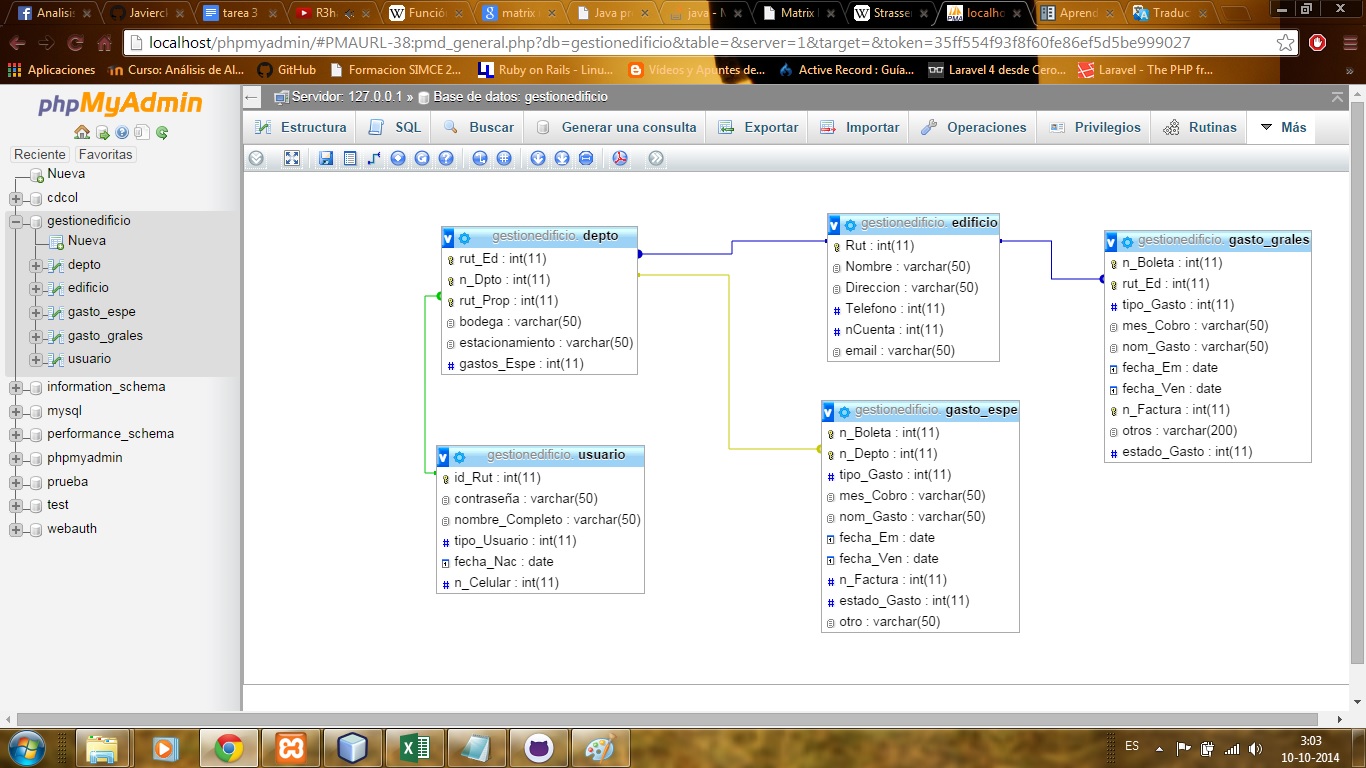 Analisis
Javierch
tarea 3
R3ha
Función
matrix
Java pr
java - M
Matrix
Strasse
localho
Aprend
Traduc
localhost/phpmyadmin/#PMAURL-38:pmd_general.php?db=gestionedificio&table=&server=1&target=&token=35ff554f93f8f60fe86ef5d5be999027
Aplicaciones
Curso: Análisis de Al...
GitHub
Formacion SIMCE 2...
Ruby on Rails - Linu...
Vídeos y Apuntes de...
Active Record : Guía...
Laravel 4 desde Cero...
Laravel - The PHP fr...
phpMyAdmin
Reciente
Favoritas
Nueva
cdcol
gestionedificio
Nueva
depto
edificio
gasto_espe
gasto_grales
usuario
information_schema
mysql
performance_schema
phpmyadmin
prueba
test
webauth
Servidor: 127.0.0.1 » Base de datos: gestionedificio
Estructura
SQL
Buscar
Generar una consulta
Exportar
Importar
Operaciones
Privilegios
Rutinas
Más
gestionedificio. depto
rut_Ed : int(11)
n_Dpto : int(11)
rut_Prop : int(11)
bodega : varchar(50)
estacionamiento : varchar(50)
gastos_Espe : int(11)
gestionedificio. edificio
Rut : int(11)
Nombre : varchar(50)
Direccion : varchar(50)
Telefono : int(11)
nCuenta : int(11)
email : varchar(50)
gestionedificio. gasto_grales
n_Boleta : int(11)
rut_Ed : int(11)
tipo_Gasto : int(11)
mes_Cobro : varchar(50)
nom_Gasto : varchar(50)
fecha_Em : date
fecha_Ven : date
n_Factura : int(11)
otros : varchar(200)
estado_Gasto : int(11)
gestionedificio. usuario
id_Rut : int(11)
contraseña : varchar(50)
nombre_Completo : varchar(50)
tipo_Usuario : int(11)
fecha_Nac : date
n_Celular : int(11)
gestionedificio. gasto_espe
n_Boleta : int(11)
n_Depto : int(11)
tipo_Gasto : int(11)
mes_Cobro : varchar(50)
nom_Gasto : varchar(50)
fecha_Em : date
fecha_Ven : date
n_Factura : int(11)
estado_Gasto : int(11)
otro : varchar(50)
ES
3:03
10-10-2014